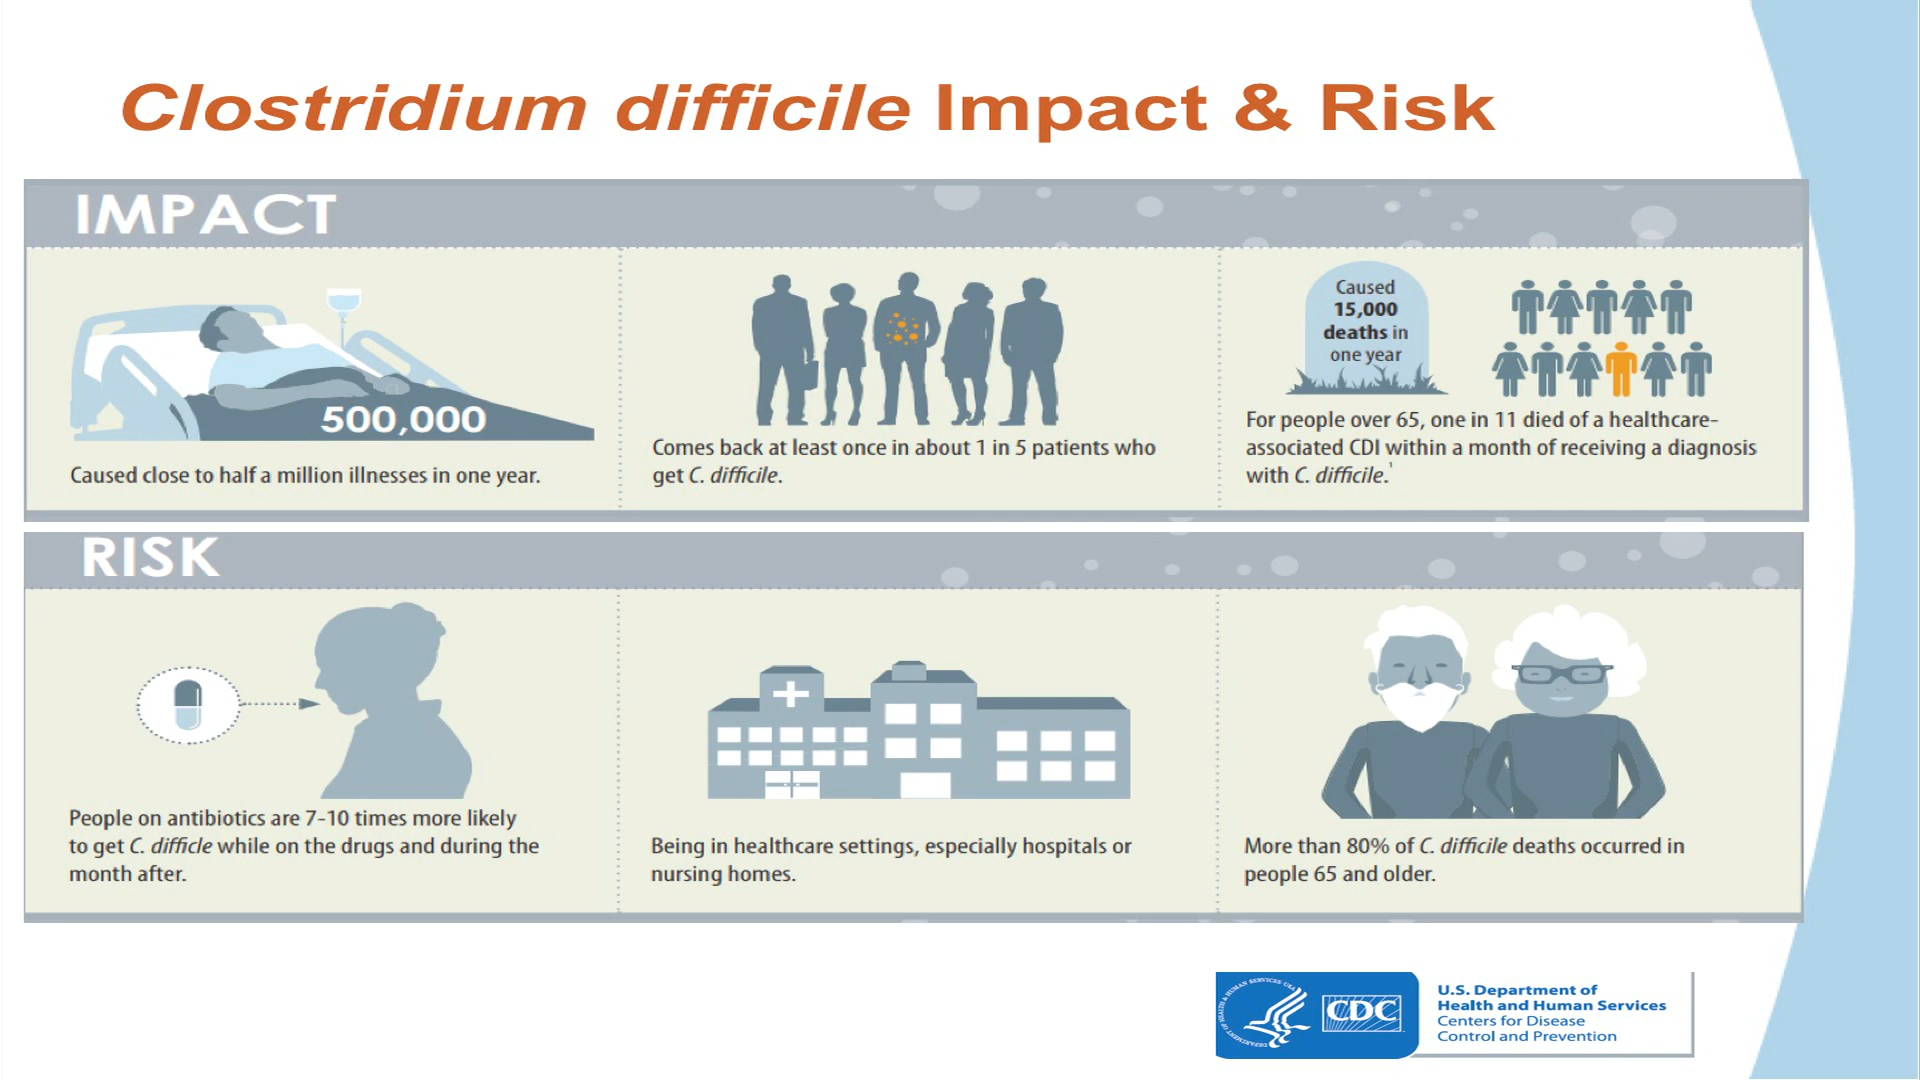 Clostridium difficile Impact & Risk
IMPACT
500,000
Caused close to half a million illnesses in one year.
Comes back at least once in about 1 in 5 patients who
get C. difficile.
Caused
15,000
deaths in
one year
For people over 65, one in 11 died of a healthcare-
associated CDI within a month of receiving a diagnosis
with C. difficile.¹
RISK
People on antibiotics are 7-10 times more likely
to get C. difficle while on the drugs and during the
month after.
Being in healthcare settings, especially hospitals or
nursing homes.
More than 80% of C. difficile deaths occurred in
people 65 and older.
CDC
U.S. Department of
Health and Human Services
Centers for Disease
Control and Prevention